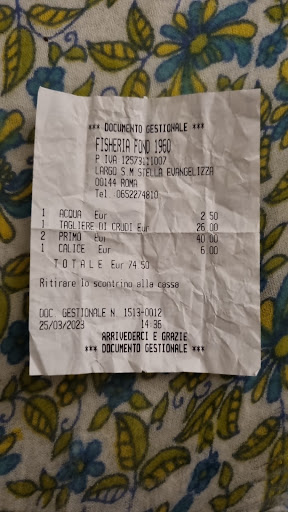 *** DOCUMENTO GESTIONALE ***
FISHERIA FONO 1960
P IVA 12573111007
LARGO S M STELLA EVANGELIZZA
00144 ROMA
Tel. 0652274810
1 ACQUA Eur 2.50
1 TAGLIERE DI CRUDI Eur 26.00
2 PRIMO Eur 40.00
1 CALICE Eur 6.00
TOTALE Eur 74.50
Ritirare lo scontrino alla cassa
DOC. GESTIONALE N. 1513-0012
25/03/2023 14:36
ARRIVEDERCI E GRAZIE
*** DOCUMENTO GESTIONALE ***